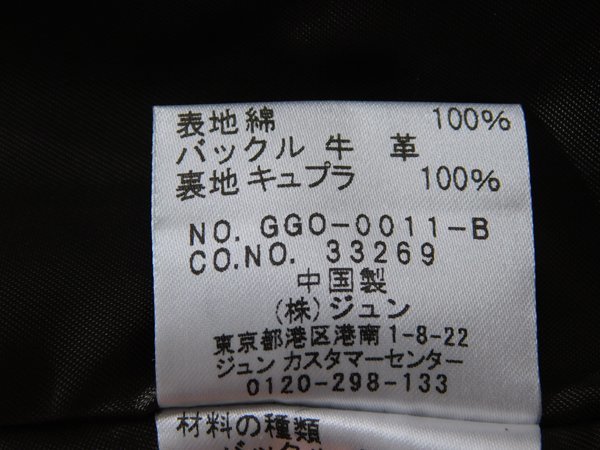 表地 綿 100%
バックル 牛 革
裏地 キュプラ 100%
NO. GGO-0011-B
CO.NO. 33269
中国製
(株)ジュン
東京都港区港南1-8-22
ジュン カスタマーセンター
0120-298-133
材料の種類